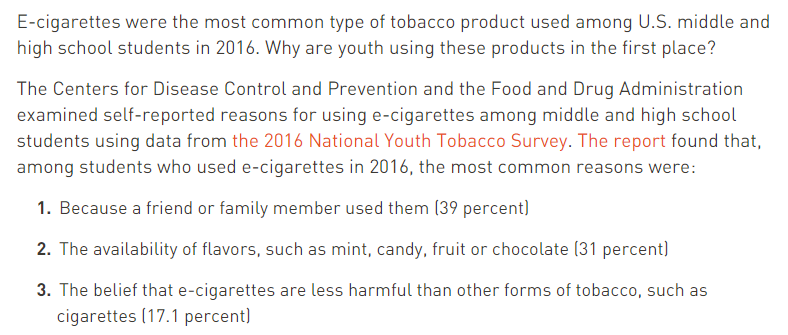 E-cigarettes were the most common type of tobacco product used among U.S. middle and
high school students in 2016. Why are youth using these products in the first place?
The Centers for Disease Control and Prevention and the Food and Drug Administration
examined self-reported reasons for using e-cigarettes among middle and high school
students using data from the 2016 National Youth Tobacco Survey. The report found that,
among students who used e-cigarettes in 2016, the most common reasons were:
1. Because a friend or family member used them (39 percent)
2. The availability of flavors, such as mint, candy, fruit or chocolate (31 percent)
3. The belief that e-cigarettes are less harmful than other forms of tobacco, such as
cigarettes (17.1 percent)